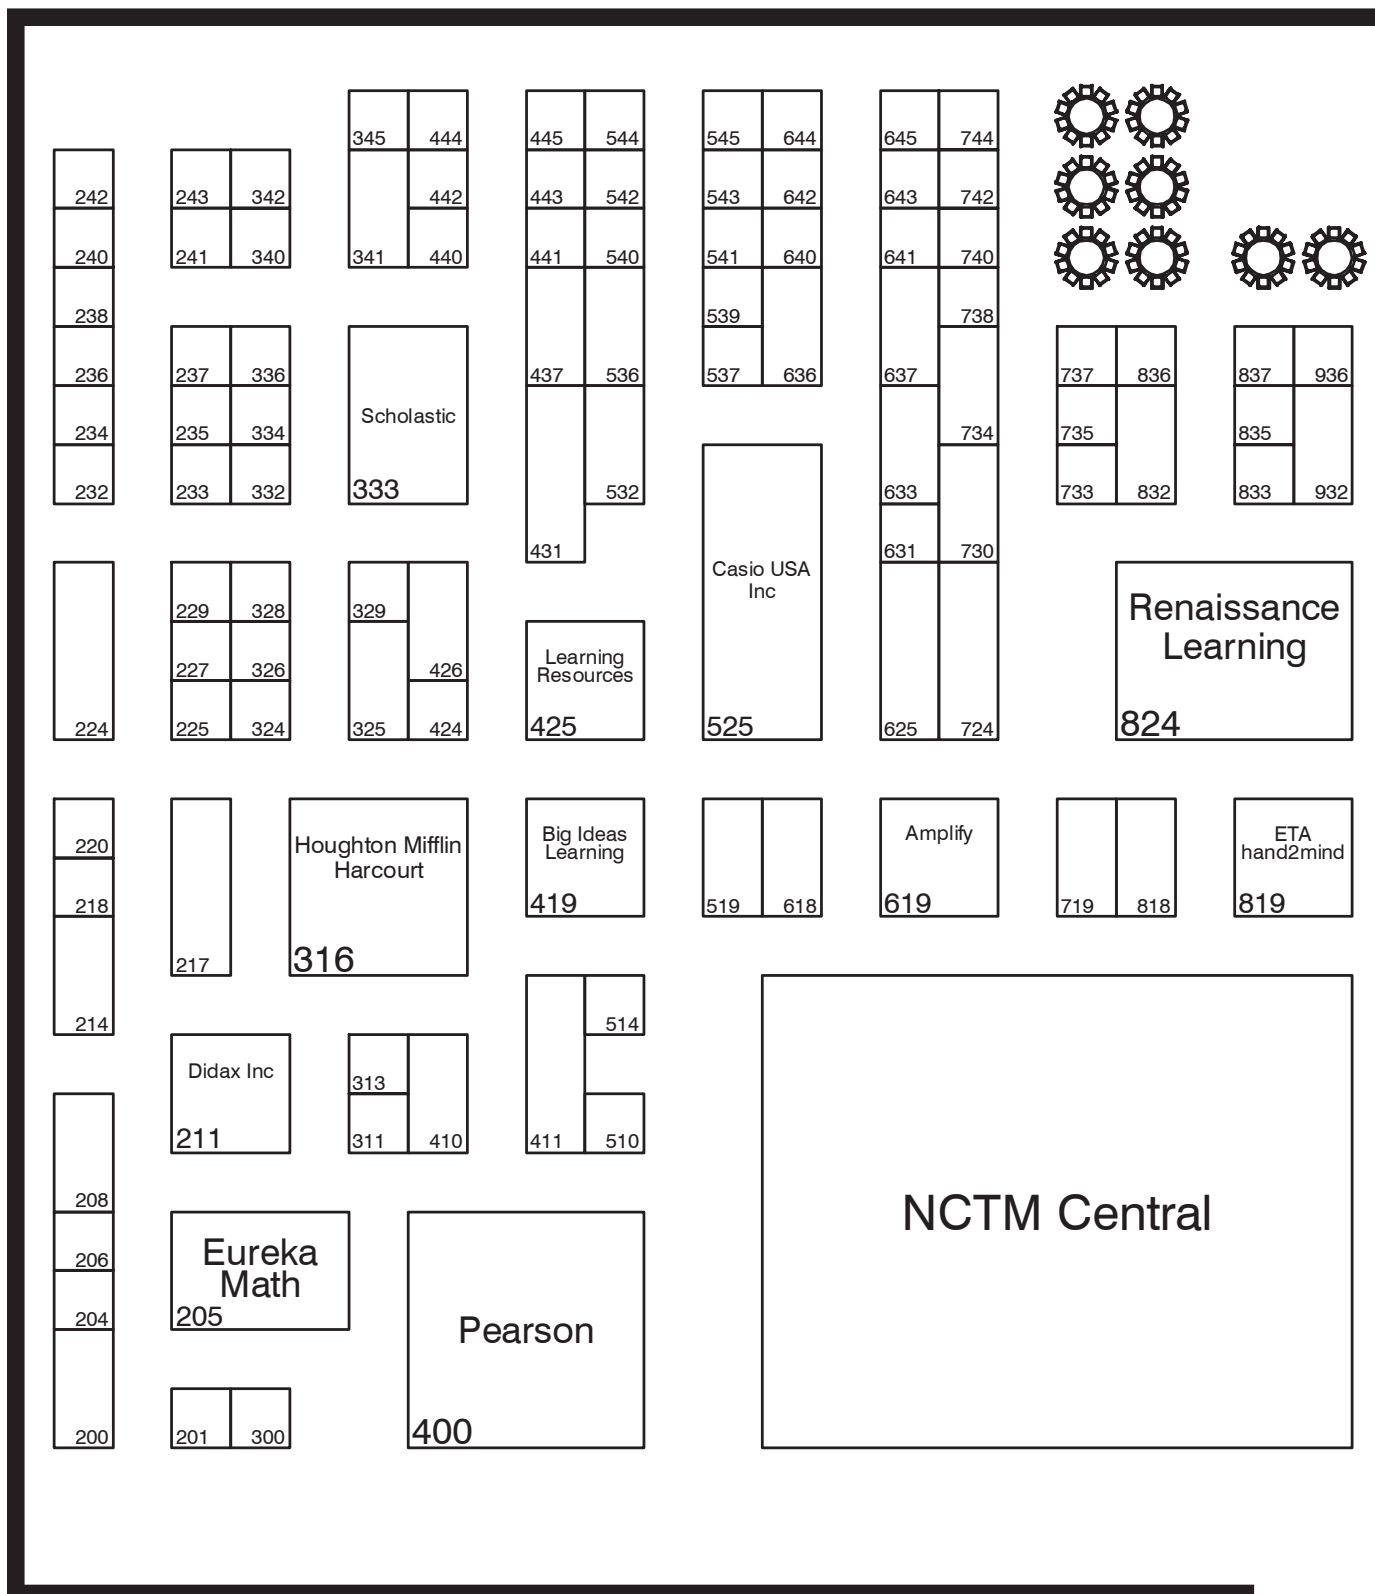 345 444 445 544 545 644 645 744
242 243 342 442 443 542 543 642 643 742
240 241 340 341 440 441 540 541 640 641 740
238 539 738
236 237 336 437 536 537 636 637 737 836 837 936
Scholastic
234 235 334 734 735 835
232 233 332 333 532 633 733 832 833 932
431 631 730
Casio USA
Inc
229 328 329
Renaissance
Learning
Learning
Resources
227 326 426
224 225 324 325 424 425 525 625 724 824
Houghton Mifflin
Harcourt
Big Ideas
Learning
Amplify
ETA
hand2mind
220
218 419 519 618 619 719 818 819
217 316
214 514
Didax Inc
313
211 311 410 411 510
208
Eureka
Math
NCTM Central
206
204 205
Pearson
200 201 300 400